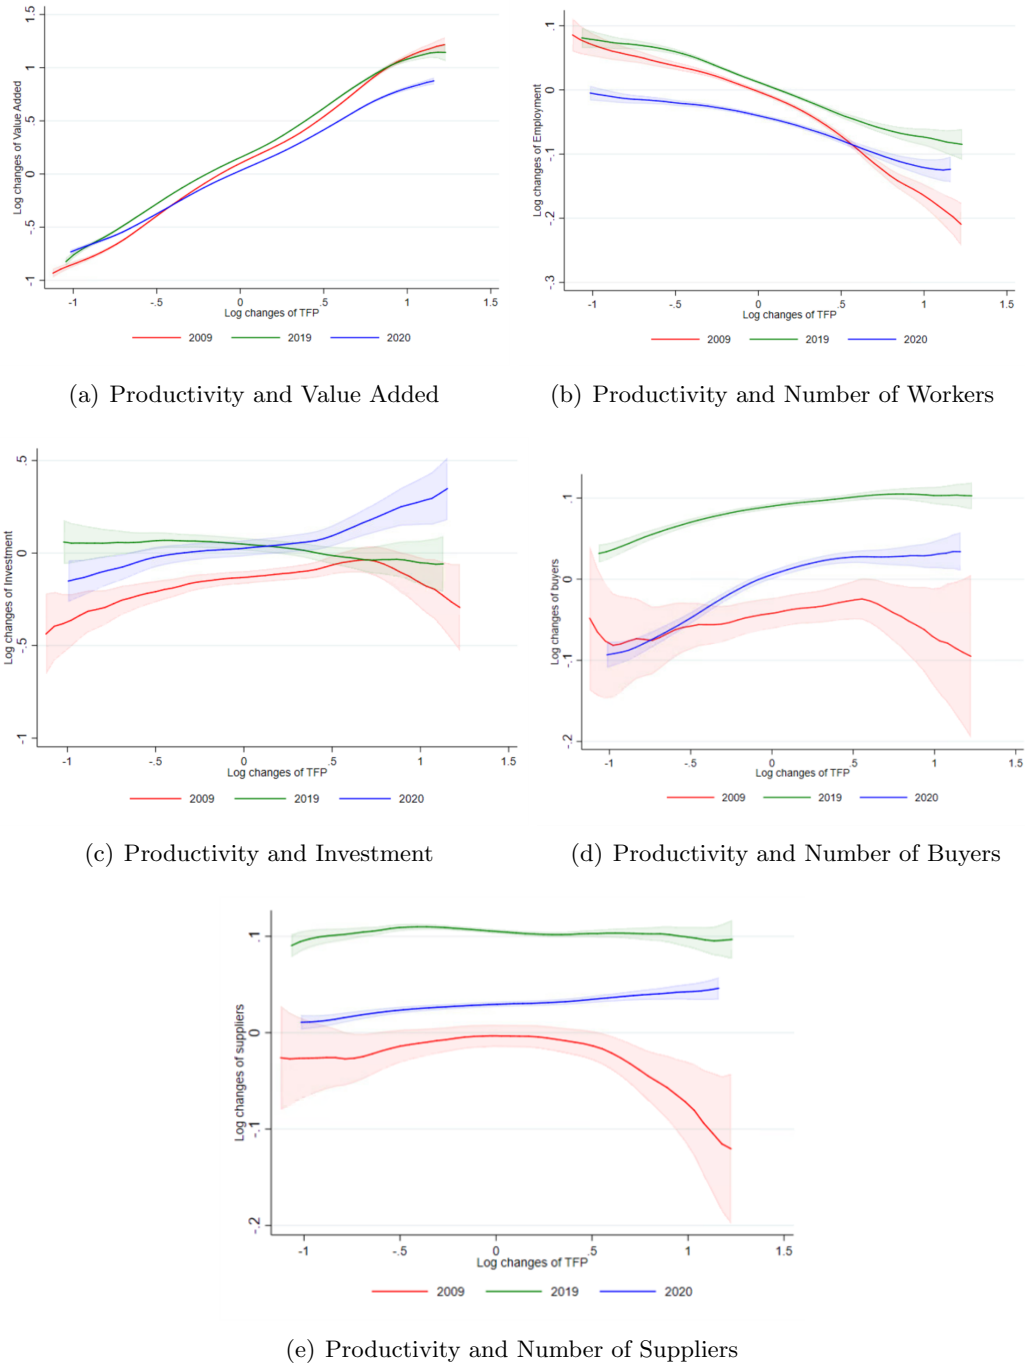 Log changes of Value Added
1.5
1
.5
0
-.5
-1
-1 -.5 0 .5 1 1.5
Log changes of TFP
2009 2019 2020
(a) Productivity and Value Added
Log changes of Employment
.1
0
-.1
-.2
-.3
-1 -.5 0 .5 1 1.5
Log changes of TFP
2009 2019 2020
(b) Productivity and Number of Workers
Log changes of Investment
.5
0
-.5
-1
-1 -.5 0 .5 1 1.5
Log changes of TFP
2009 2019 2020
(c) Productivity and Investment
Log changes of buyers
.1
0
-.1
-.2
-1 -.5 0 .5 1 1.5
Log changes of TFP
2009 2019 2020
(d) Productivity and Number of Buyers
Log changes of suppliers
.1
0
-.1
-.2
-1 -.5 0 .5 1 1.5
Log changes of TFP
2009 2019 2020
(e) Productivity and Number of Suppliers